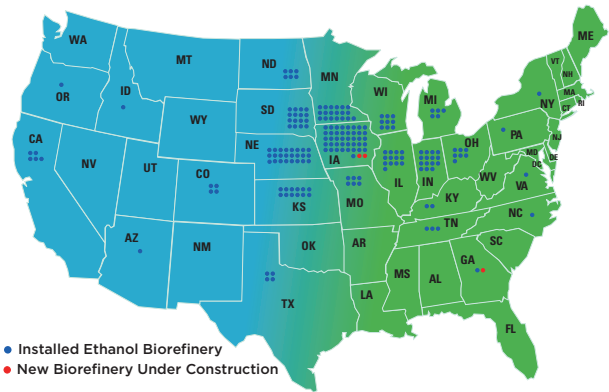 WA
ME
MT
ND
MN
VT
NH
OR
ID
WI
MI
NY
MA
CT
RI
SD
WY
CA
NE
IA
OH
PA
NJ
NV
UT
CO
IL
IN
WV
MD
DE
DC
VA
KS
MO
KY
NC
AZ
NM
OK
AR
TN
SC
MS
AL
GA
TX
LA
FL
• Installed Ethanol Biorefinery
• New Biorefinery Under Construction